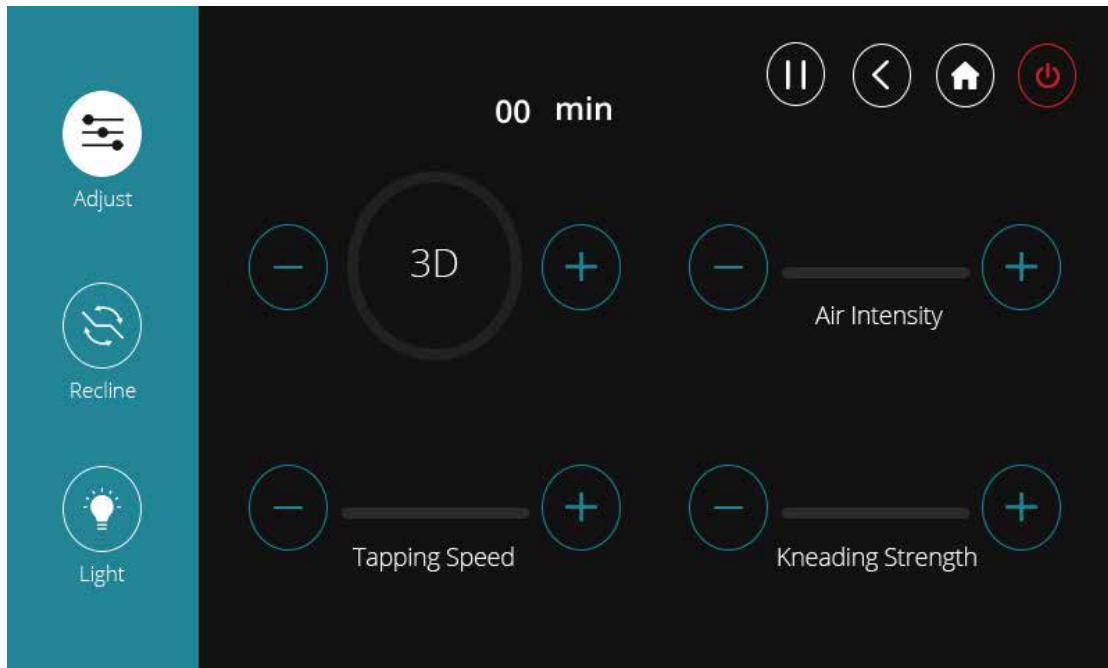 00 min
Adjust
3D
Air Intensity
Recline
Tapping Speed
Kneading Strength
Light